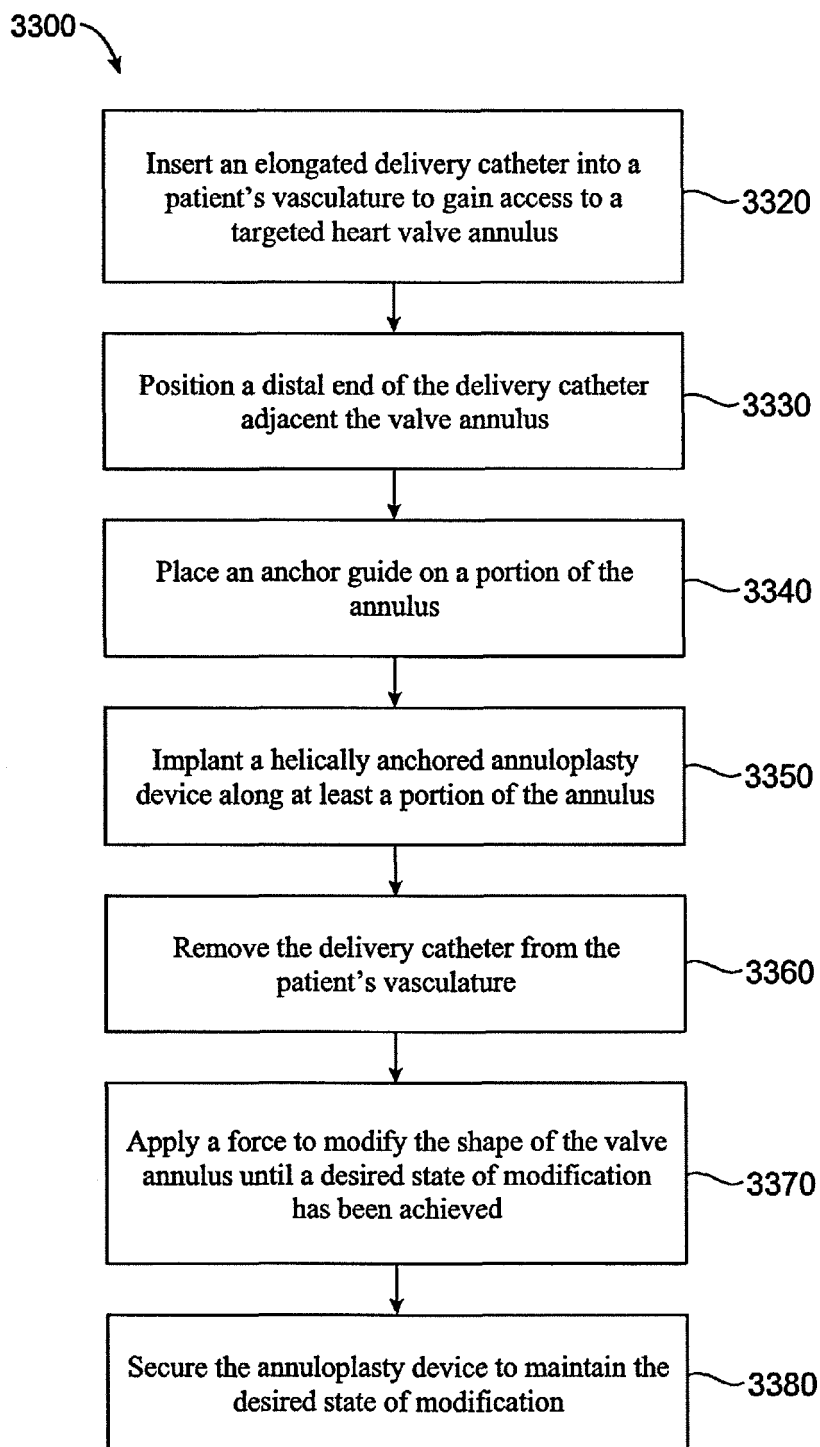 3300
Insert an elongated delivery catheter into a
patient's vasculature to gain access to a
targeted heart valve annulus
3320
Position a distal end of the delivery catheter
adjacent the valve annulus
3330
Place an anchor guide on a portion of the
annulus
3340
Implant a helically anchored annuloplasty
device along at least a portion of the annulus
3350
Remove the delivery catheter from the
patient's vasculature
3360
Apply a force to modify the shape of the valve
annulus until a desired state of modification
has been achieved
3370
Secure the annuloplasty device to maintain the
desired state of modification
3380